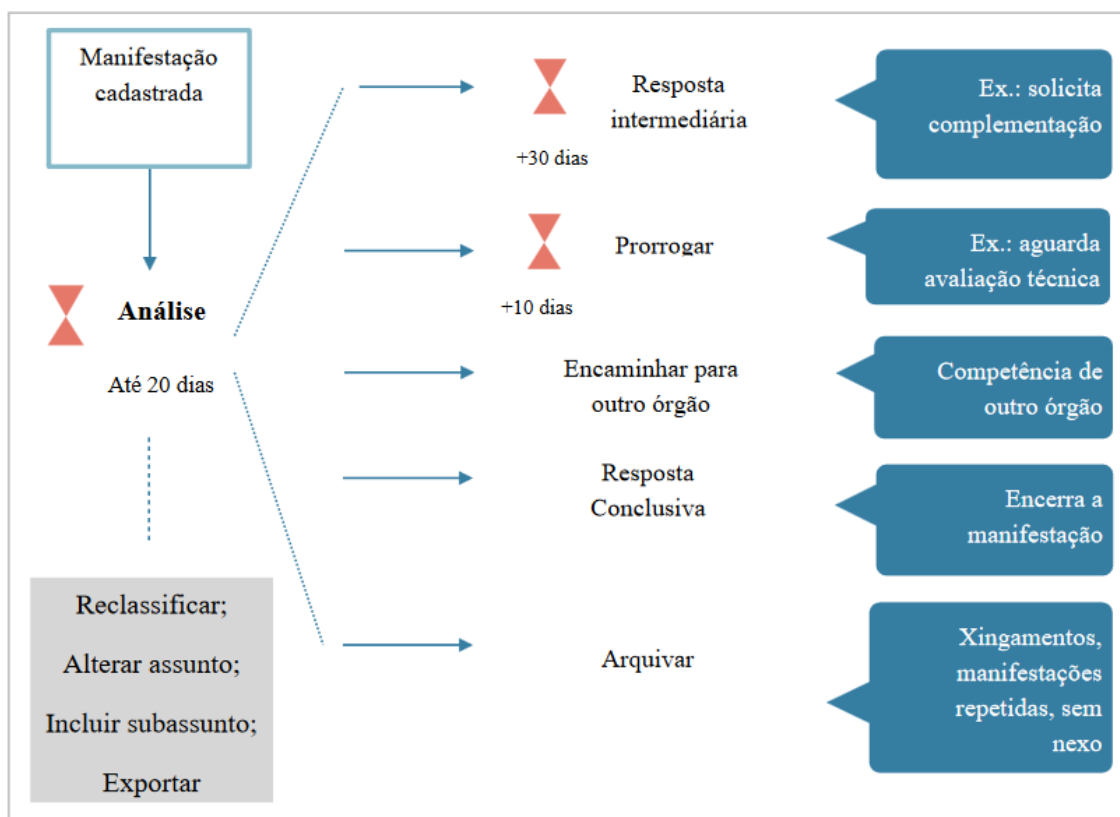 Manifestação
cadastrada
Análise
Até 20 dias
Reclassificar;
Alterar assunto;
Incluir subassunto;
Exportar
Resposta
intermediária
+30 dias
Ex.: solicita
complementação
Prorrogar
+10 dias
Ex.: aguarda
avaliação técnica
Encaminhar para
outro órgão
Competência de
outro órgão
Resposta
Conclusiva
Encerra a
manifestação
Arquivar
Xingamentos,
manifestações
repetidas, sem
nexo